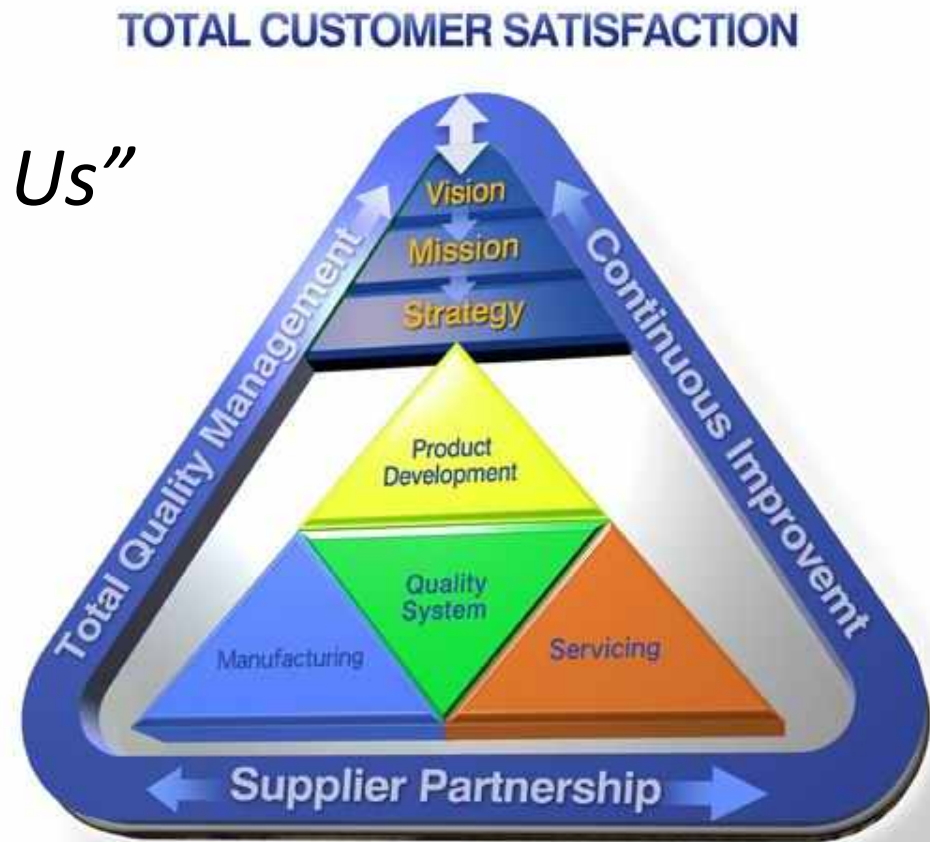 TOTAL CUSTOMER SATISFACTION
Us”
Vision
Mission
Strategy
Total Quality Management
Continuous Improvemt
Product
Development
Quality
System
Manufacturing
Servicing
Supplier Partnership